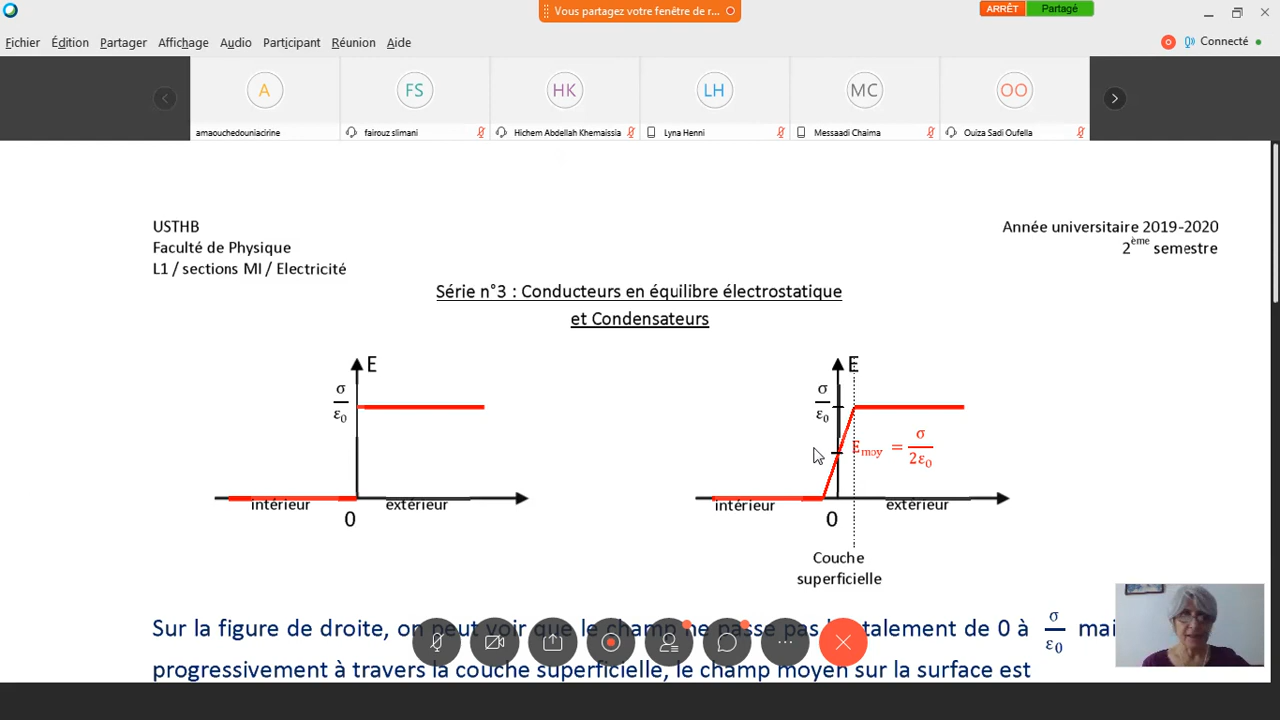 Vous partagez votre fenêtre de r...
ARRÊT
Partagé
Fichier Édition Partager Affichage Audio Participant Réunion Aide
Connecté
A
FS
HK
LH
MC
OO
amaouchedouniacirine
fairouz slimani
Hichem Abdellah Khemaissia
Lyna Henni
Messaadi Chaima
Ouiza Sadi Oufella
USTHB
Faculté de Physique
L1 / sections MI / Electricité
Année universitaire 2019-2020
2ème semestre
Série n°3 : Conducteurs en équilibre électrostatique
et Condensateurs
E
σ
ε0
intérieur
extérieur
0
E
σ
ε0
Emoy = σ
2ε0
intérieur
extérieur
0
Couche
superficielle
Sur la figure de droite, on peut voir que le champ ne passe pas talement de 0 à σ
ε0
progressivement à travers la couche superficielle, le champ moyen sur la surface est